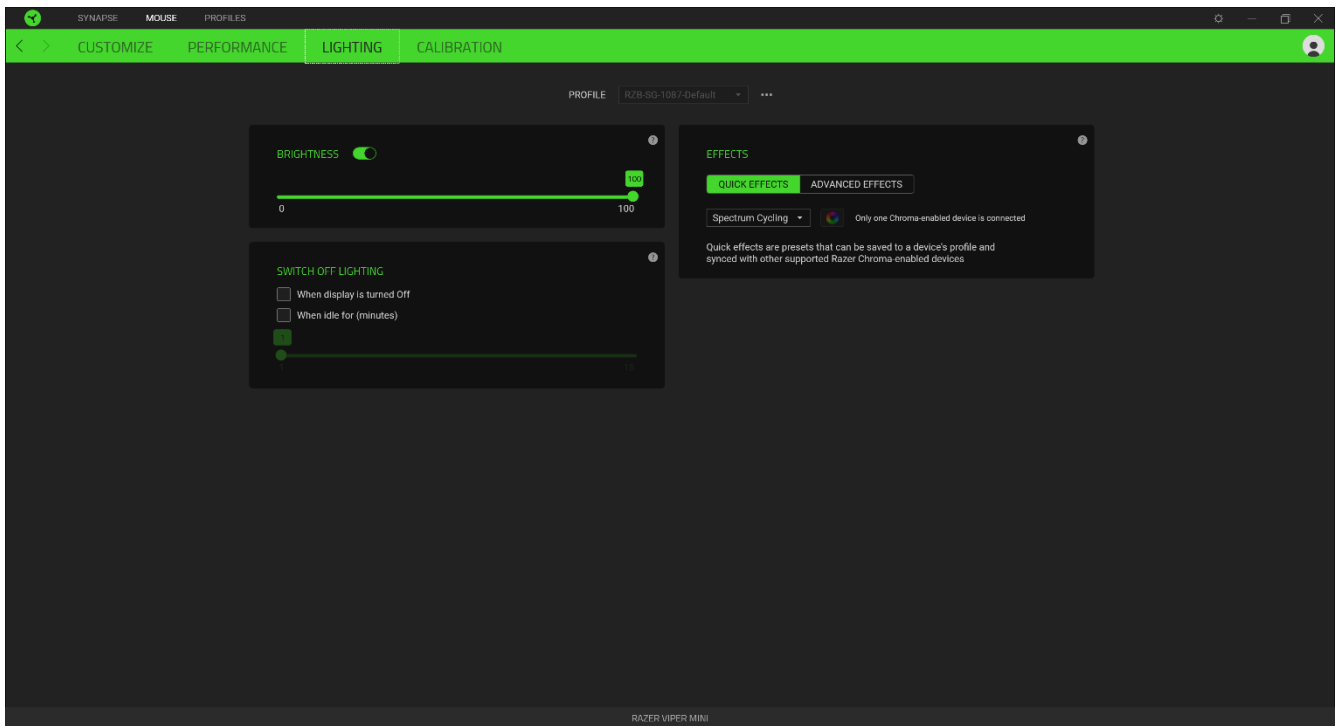 SYNAPSE MOUSE PROFILES
CUSTOMIZE PERFORMANCE LIGHTING CALIBRATION
PROFILE RZB-SG-1087-Default
BRIGHTNESS
100
0 100
SWITCH OFF LIGHTING
When display is turned Off
When idle for (minutes)
1
1 15
EFFECTS
QUICK EFFECTS ADVANCED EFFECTS
Spectrum Cycling Only one Chroma-enabled device is connected
Quick effects are presets that can be saved to a device's profile and
synced with other supported Razer Chroma-enabled devices
RAZER VIPER MINI